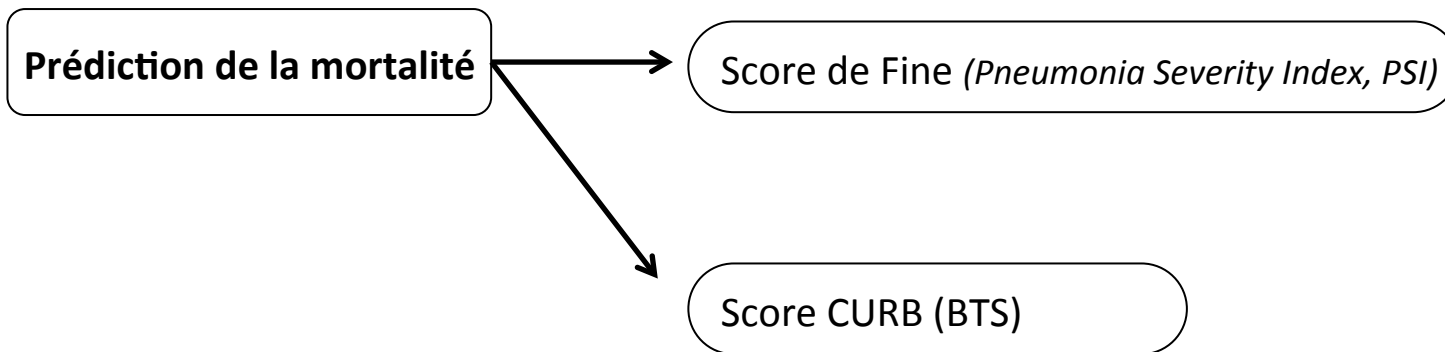 Prédiction de la mortalité
Score de Fine (Pneumonia Severity Index, PSI)
Score CURB (BTS)